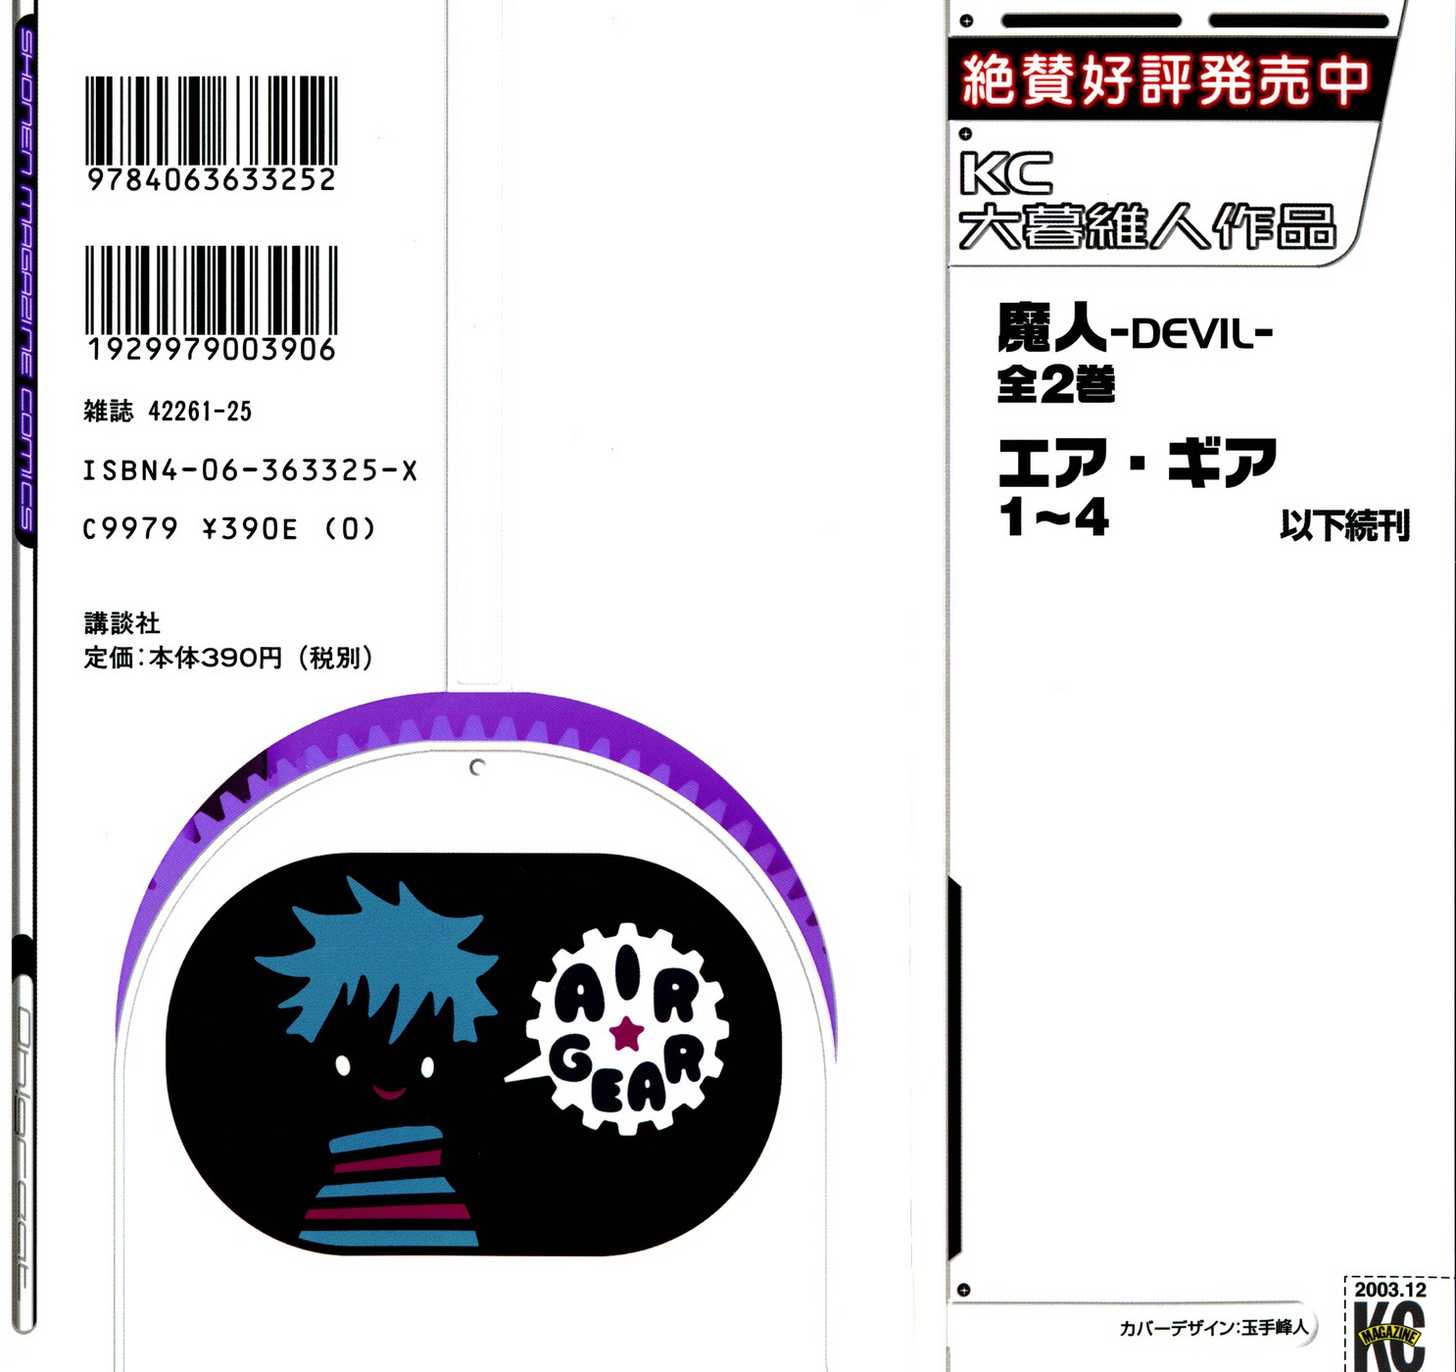 SHONEN MAGAZINE COMICS
Oh!great
9784063633252
1929979003906
雑誌 42261-25
ISBN4-06-363325-X
C9979 ¥390E (0)
講談社
定価:本体390円(税別)
AIR
GEAR
絶賛好評発売中
KC
大暮維人作品
魔人-DEVIL-
全2巻
エア・ギア
1~4 以下続刊
カバーデザイン:玉手峰人
2003.12
KC
MAGAZINE